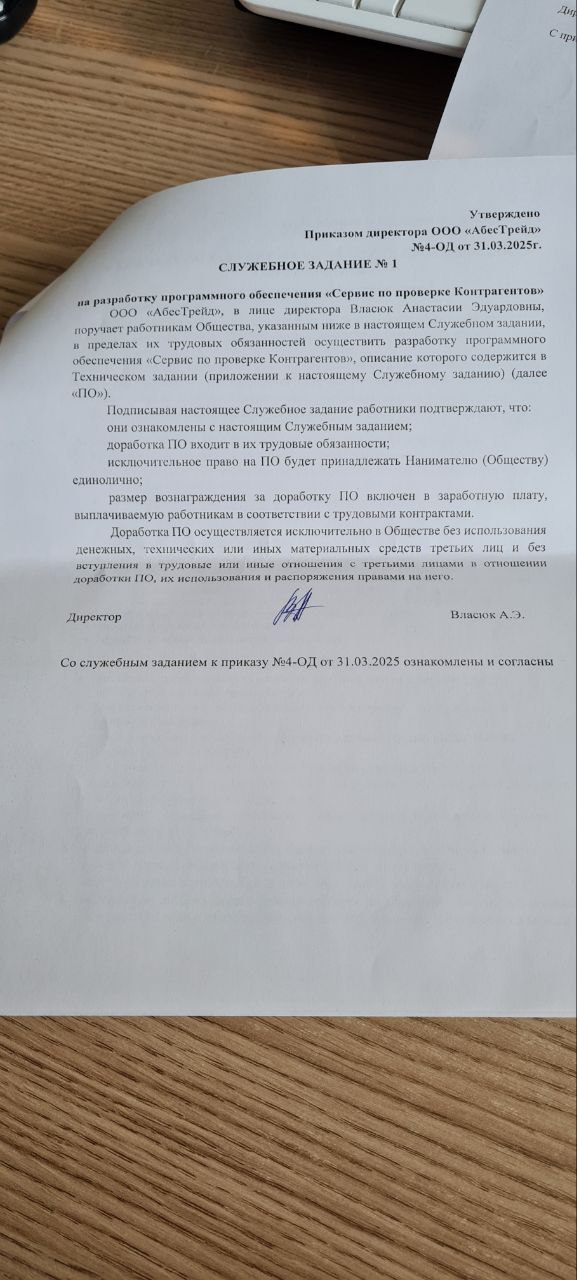 С при
Утверждено
Приказом директора ООО «АбесТрейд»
№4-ОД от 31.03.2025г.
СЛУЖЕБНОЕ ЗАДАНИЕ № 1
на разработку программного обеспечения «Сервис по проверке Контрагентов»
ООО «АбесТрейд», в лице директора Власюк Анастасии Эдуардовны,
поручает работникам Общества, указанным ниже в настоящем Служебном задании,
в пределах их трудовых обязанностей осуществить разработку программного
обеспечения «Сервис по проверке Контрагентов», описание которого содержится в
Техническом задании (приложении к настоящему Служебному заданию) (далее
«ПО»).
Подписывая настоящее Служебное задание работники подтверждают, что:
они ознакомлены с настоящим Служебным заданием;
доработка ПО входит в их трудовые обязанности;
исключительное право на ПО будет принадлежать Нанимателю (Обществу)
единолично;
размер вознаграждения за доработку ПО включен в заработную плату,
выплачиваемую работникам в соответствии с трудовыми контрактами.
Доработка ПО осуществляется исключительно в Обществе без использования
денежных, технических или иных материальных средств третьих лиц и без
вступления в трудовые или иные отношения с третьими лицами в отношении
доработки ПО, их использования и распоряжения правами на него.
Директор Власюк А.Э.
Со служебным заданием к приказу №4-ОД от 31.03.2025 ознакомлены и согласны